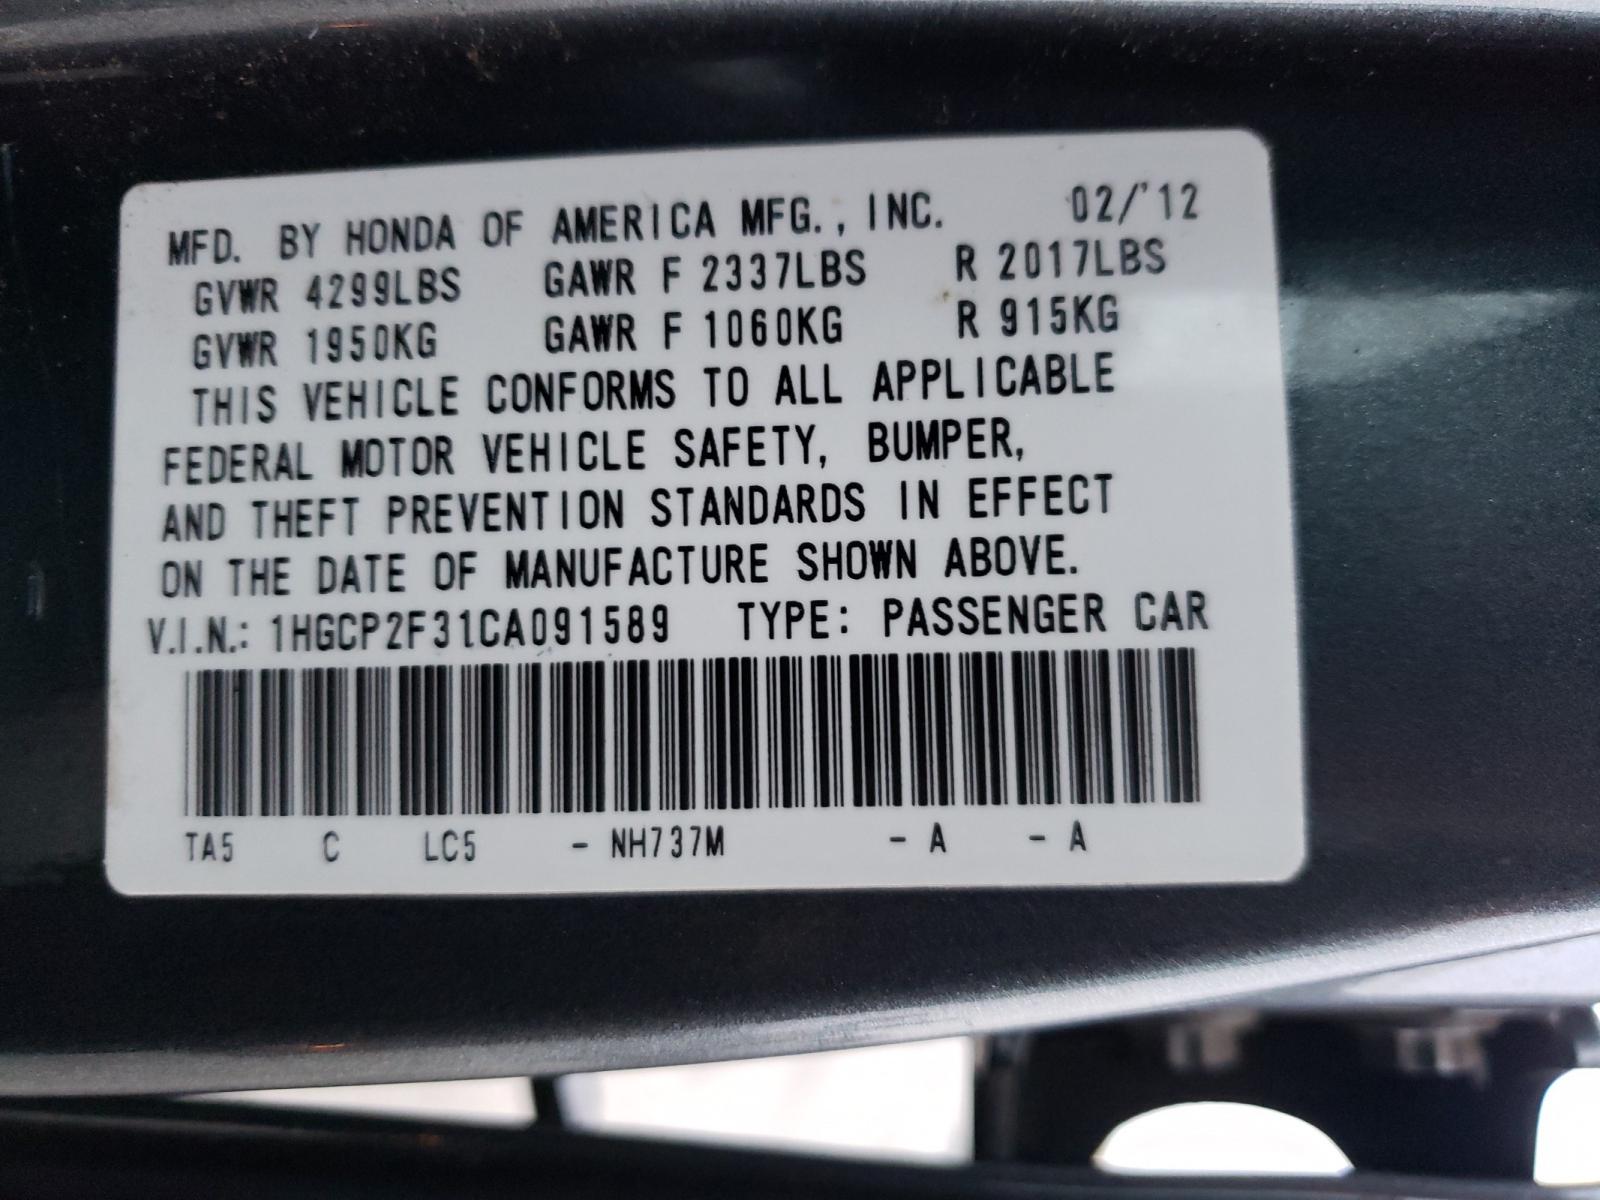 MFD. BY HONDA OF AMERICA MFG., INC. 02/'12
GVWR 4299LBS GAWR F 2337LBS R 2017LBS
GVWR 1950KG GAWR F 1060KG R 915KG
THIS VEHICLE CONFORMS TO ALL APPLICABLE
FEDERAL MOTOR VEHICLE SAFETY, BUMPER,
AND THEFT PREVENTION STANDARDS IN EFFECT
ON THE DATE OF MANUFACTURE SHOWN ABOVE.
V.I.N.: 1HGCP2F31CA091589 TYPE: PASSENGER CAR
TA5 C LC5 - NH737M - A - A